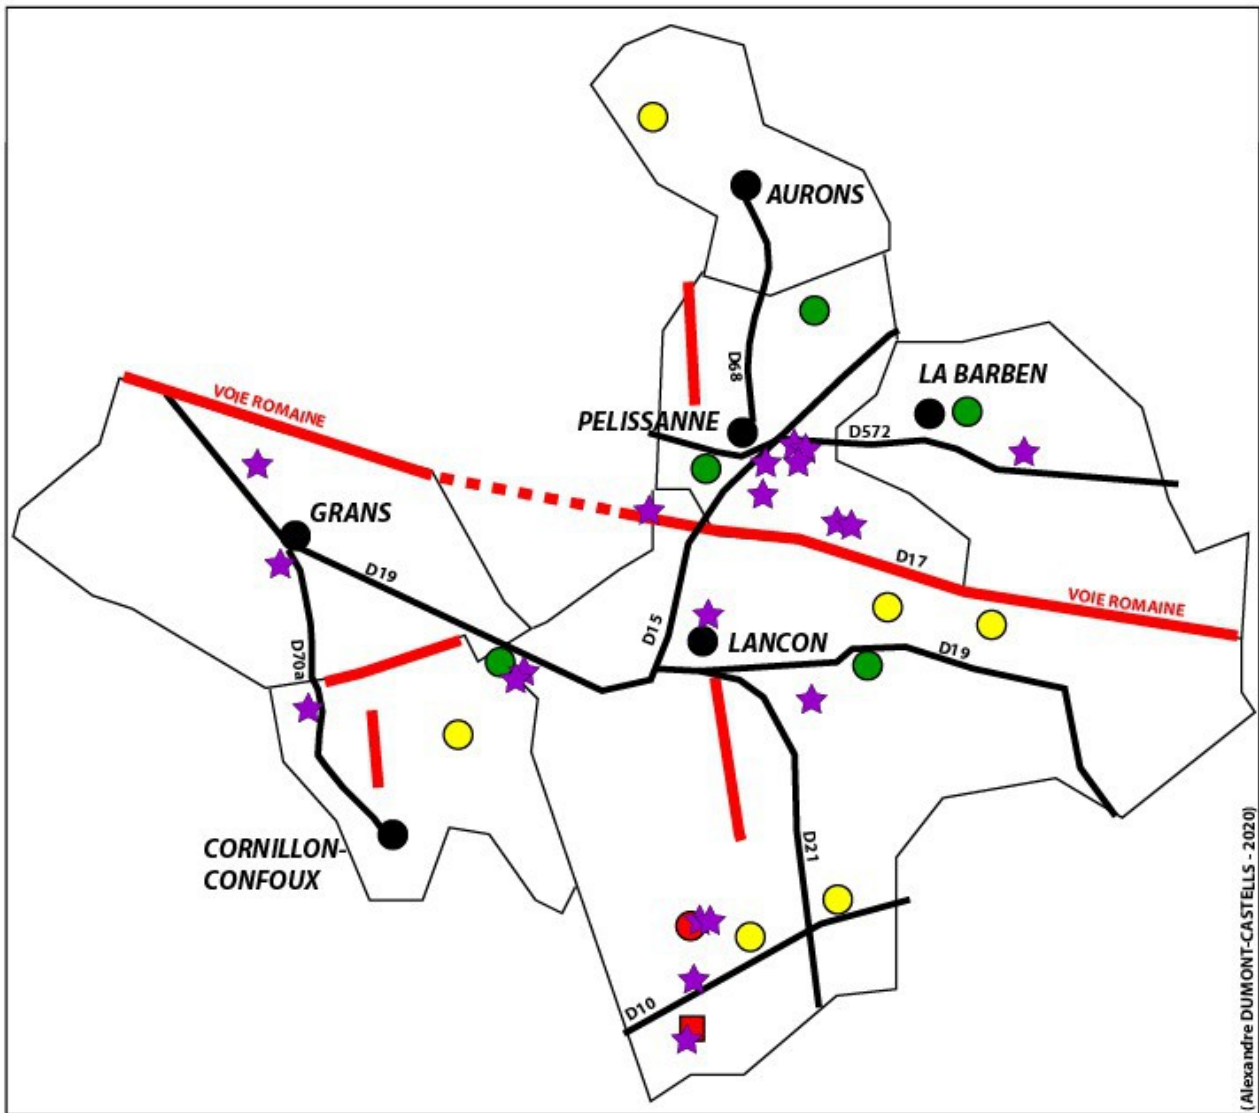 AURONS
D68
LA BARBEN
VOIE ROMAINE
PELISSANNE
D572
GRANS
D19
D17
VOIE ROMAINE
D15
LANCON
D19
D70a
D21
CORNILLON-
CONFOUX
D10
(Alexandre DUMONT-CASTELLS - 2020)